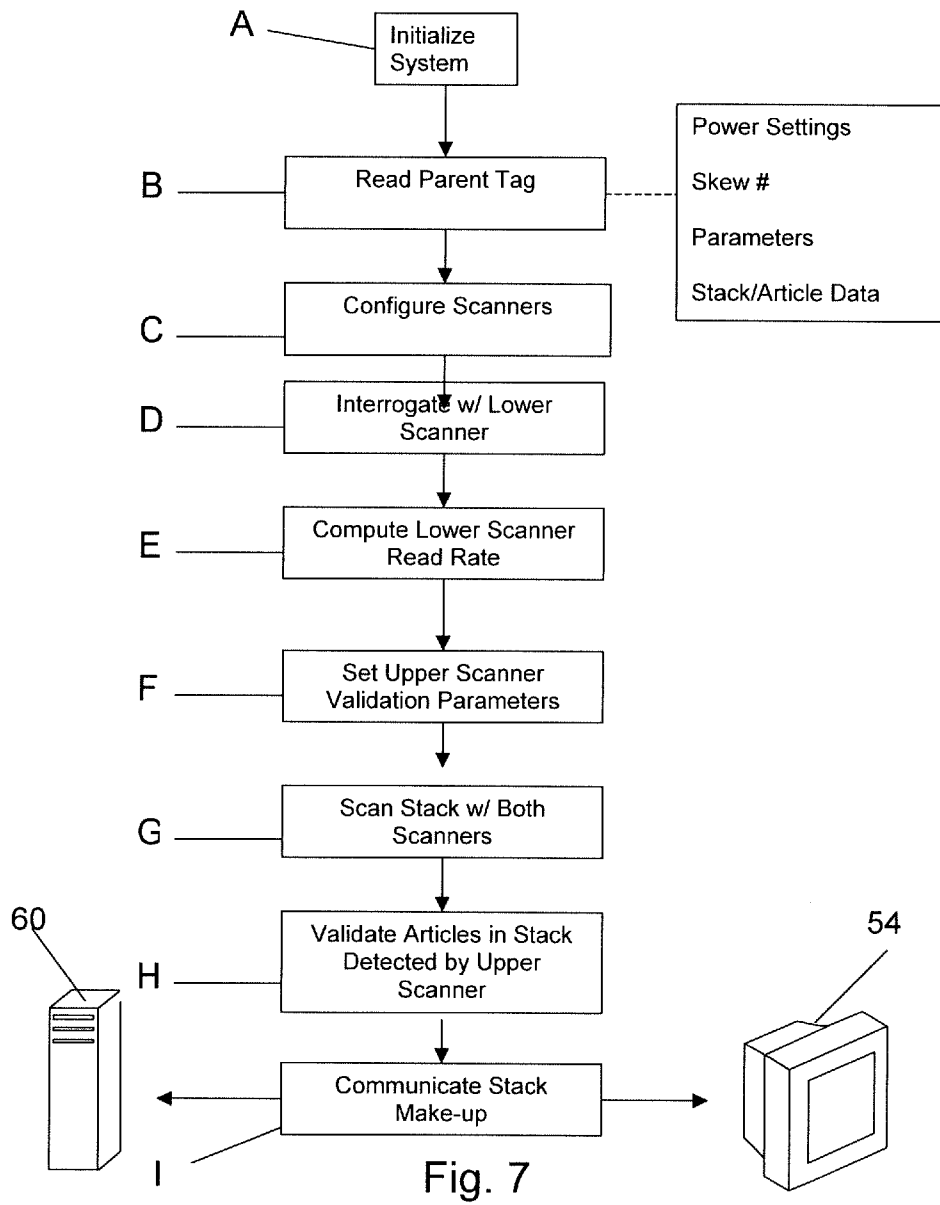 A
Initialize
System
B
Read Parent Tag
Power Settings
Skew #
Parameters
Stack/Article Data
C
Configure Scanners
D
Interrogate w/ Lower
Scanner
E
Compute Lower Scanner
Read Rate
F
Set Upper Scanner
Validation Parameters
G
Scan Stack w/ Both
Scanners
60
H
Validate Articles in Stack
Detected by Upper
Scanner
54
I
Communicate Stack
Make-up
Fig. 7